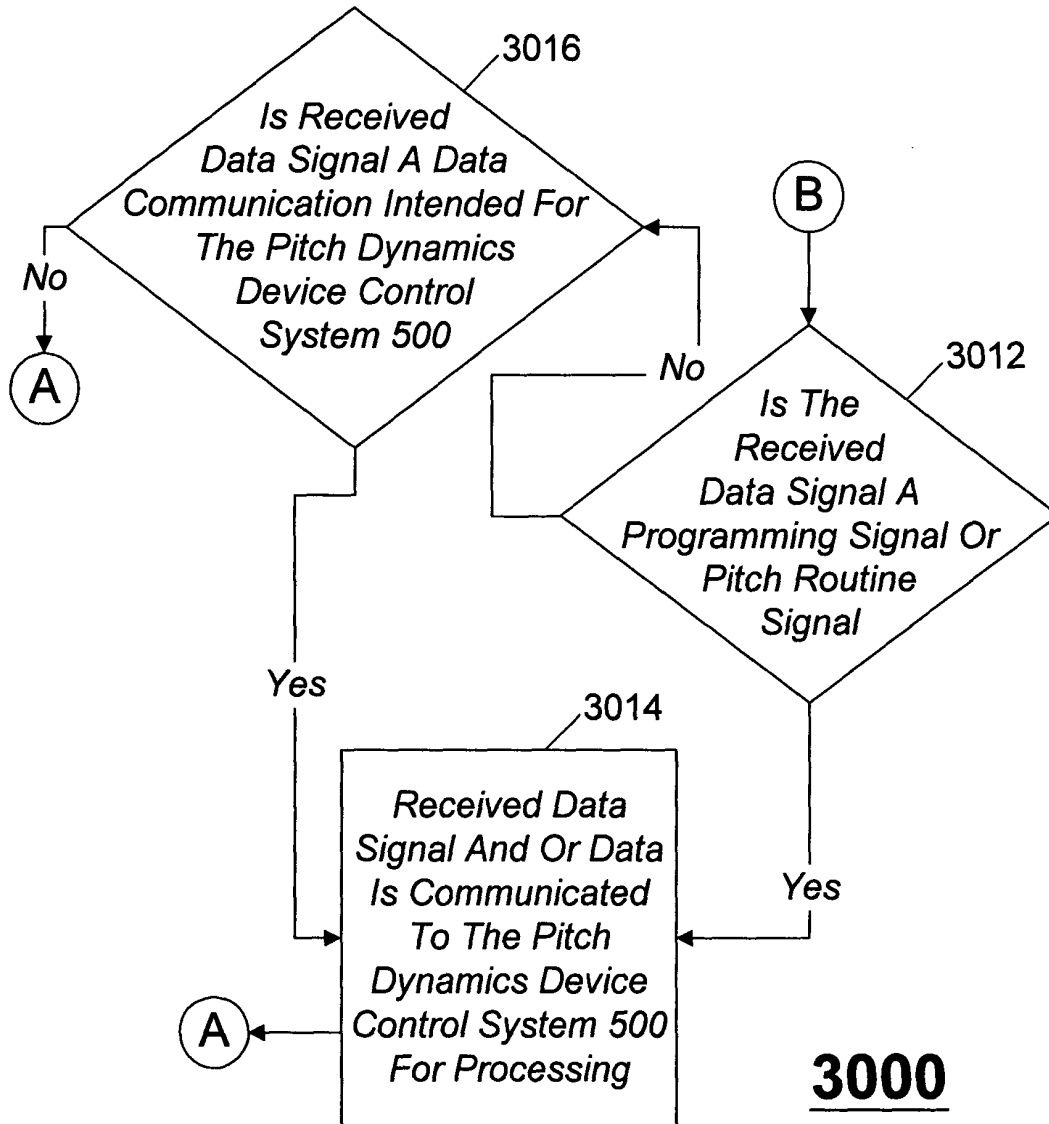 3016
Is Received
Data Signal A Data
Communication Intended For
The Pitch Dynamics
Device Control
System 500
No
A
B
No
3012
Is The
Received
Data Signal A
Programming Signal Or
Pitch Routine
Signal
Yes
Yes
3014
Received Data
Signal And Or Data
Is Communicated
To The Pitch
Dynamics Device
Control System 500
For Processing
A
3000